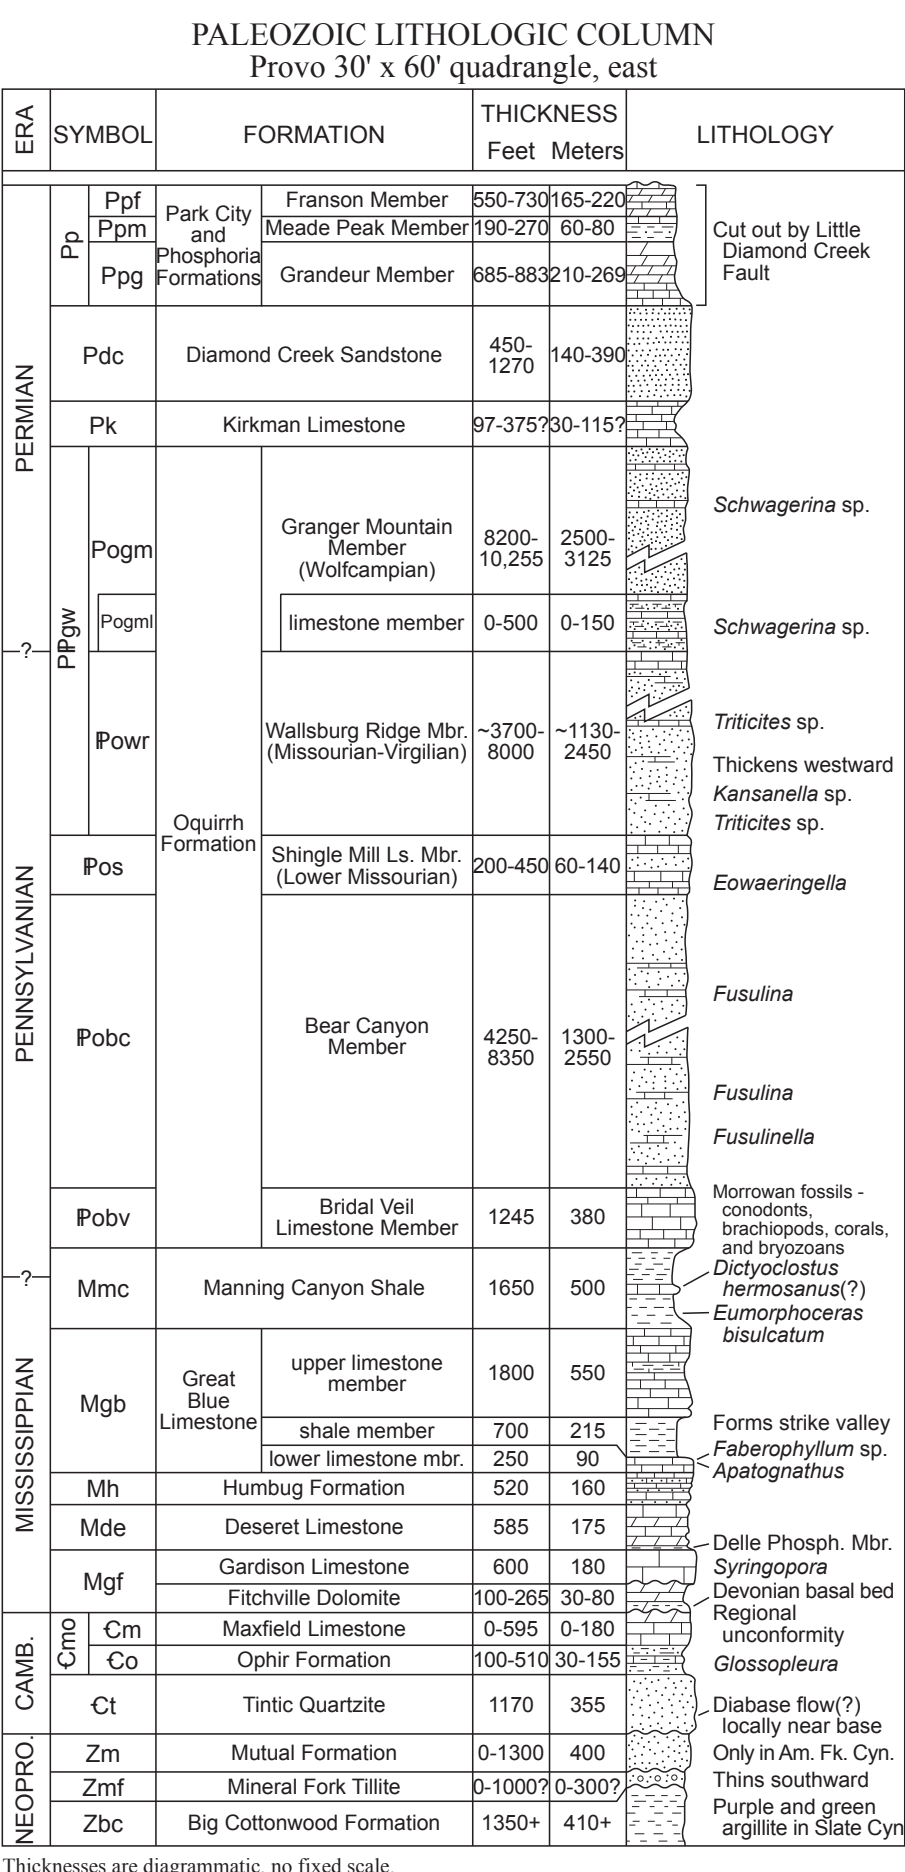 PALEOZOIC LITHOLOGIC COLUMN
Provo 30' x 60' quadrangle, east
ERA
SYMBOL
FORMATION
THICKNESS
Feet Meters
LITHOLOGY
PERMIAN
Pp
Ppf
Park City
and
Phosphoria
Formations
Franson Member
550-730
165-220
Ppm
Meade Peak Member
190-270
60-80
Ppg
Grandeur Member
685-883
210-269
Cut out by Little
Diamond Creek
Fault
Pdc
Diamond Creek Sandstone
450-
1270
140-390
Pk
Kirkman Limestone
97-375?
30-115?
PⅠPgw
Pogm
Granger Mountain
Member
(Wolfcampian)
8200-
10,255
2500-
3125
Schwagerina sp.
Pogml
limestone member
0-500
0-150
Schwagerina sp.
?
PENNSYLVANIAN
ⅠPowr
Oquirrh
Formation
Wallsburg Ridge Mbr.
(Missourian-Virgilian)
~3700-
8000
~1130-
2450
Triticites sp.
Thickens westward
Kansanella sp.
Triticites sp.
ⅠPos
Shingle Mill Ls. Mbr.
(Lower Missourian)
200-450
60-140
Eowaeringella
ⅠPobc
Bear Canyon
Member
4250-
8350
1300-
2550
Fusulina
Fusulina
Fusulinella
ⅠPobv
Bridal Veil
Limestone Member
1245
380
Morrowan fossils -
conodonts,
brachiopods, corals,
and bryozoans
?
MISSISSIPPIAN
Mmc
Manning Canyon Shale
1650
500
Dictyoclostus
hermosanus(?)
Eumorphoceras
bisulcatum
Mgb
Great
Blue
Limestone
upper limestone
member
1800
550
shale member
700
215
Forms strike valley
lower limestone mbr.
250
90
Faberophyllum sp.
Apatognathus
Mh
Humbug Formation
520
160
Mde
Deseret Limestone
585
175
Delle Phosph. Mbr.
Mgf
Gardison Limestone
600
180
Syringopora
Fitchville Dolomite
100-265
30-80
Devonian basal bed
Regional
unconformity
CAMB.
Ꞓmo
Ꞓm
Maxfield Limestone
0-595
0-180
Ꞓo
Ophir Formation
100-510
30-155
Glossopleura
Ꞓt
Tintic Quartzite
1170
355
Diabase flow(?)
locally near base
NEOPRO.
Zm
Mutual Formation
0-1300
400
Only in Am. Fk. Cyn.
Zmf
Mineral Fork Tillite
0-1000?
0-300?
Thins southward
Zbc
Big Cottonwood Formation
1350+
410+
Purple and green
argillite in Slate Cyn
Thicknesses are diagrammatic, no fixed scale.